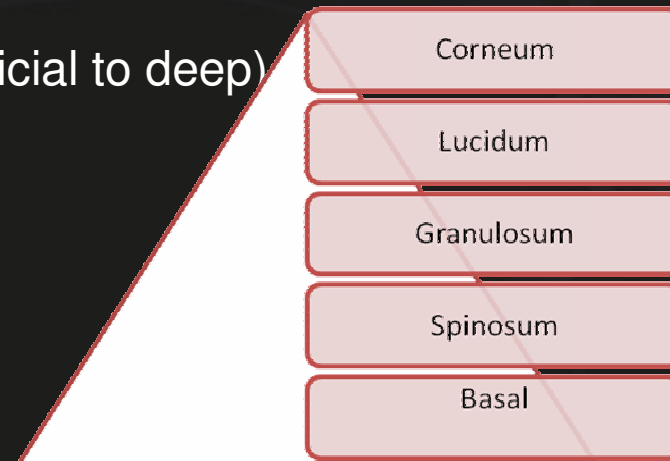 icial to deep)
Corneum
Lucidum
Granulosum
Spinosum
Basal